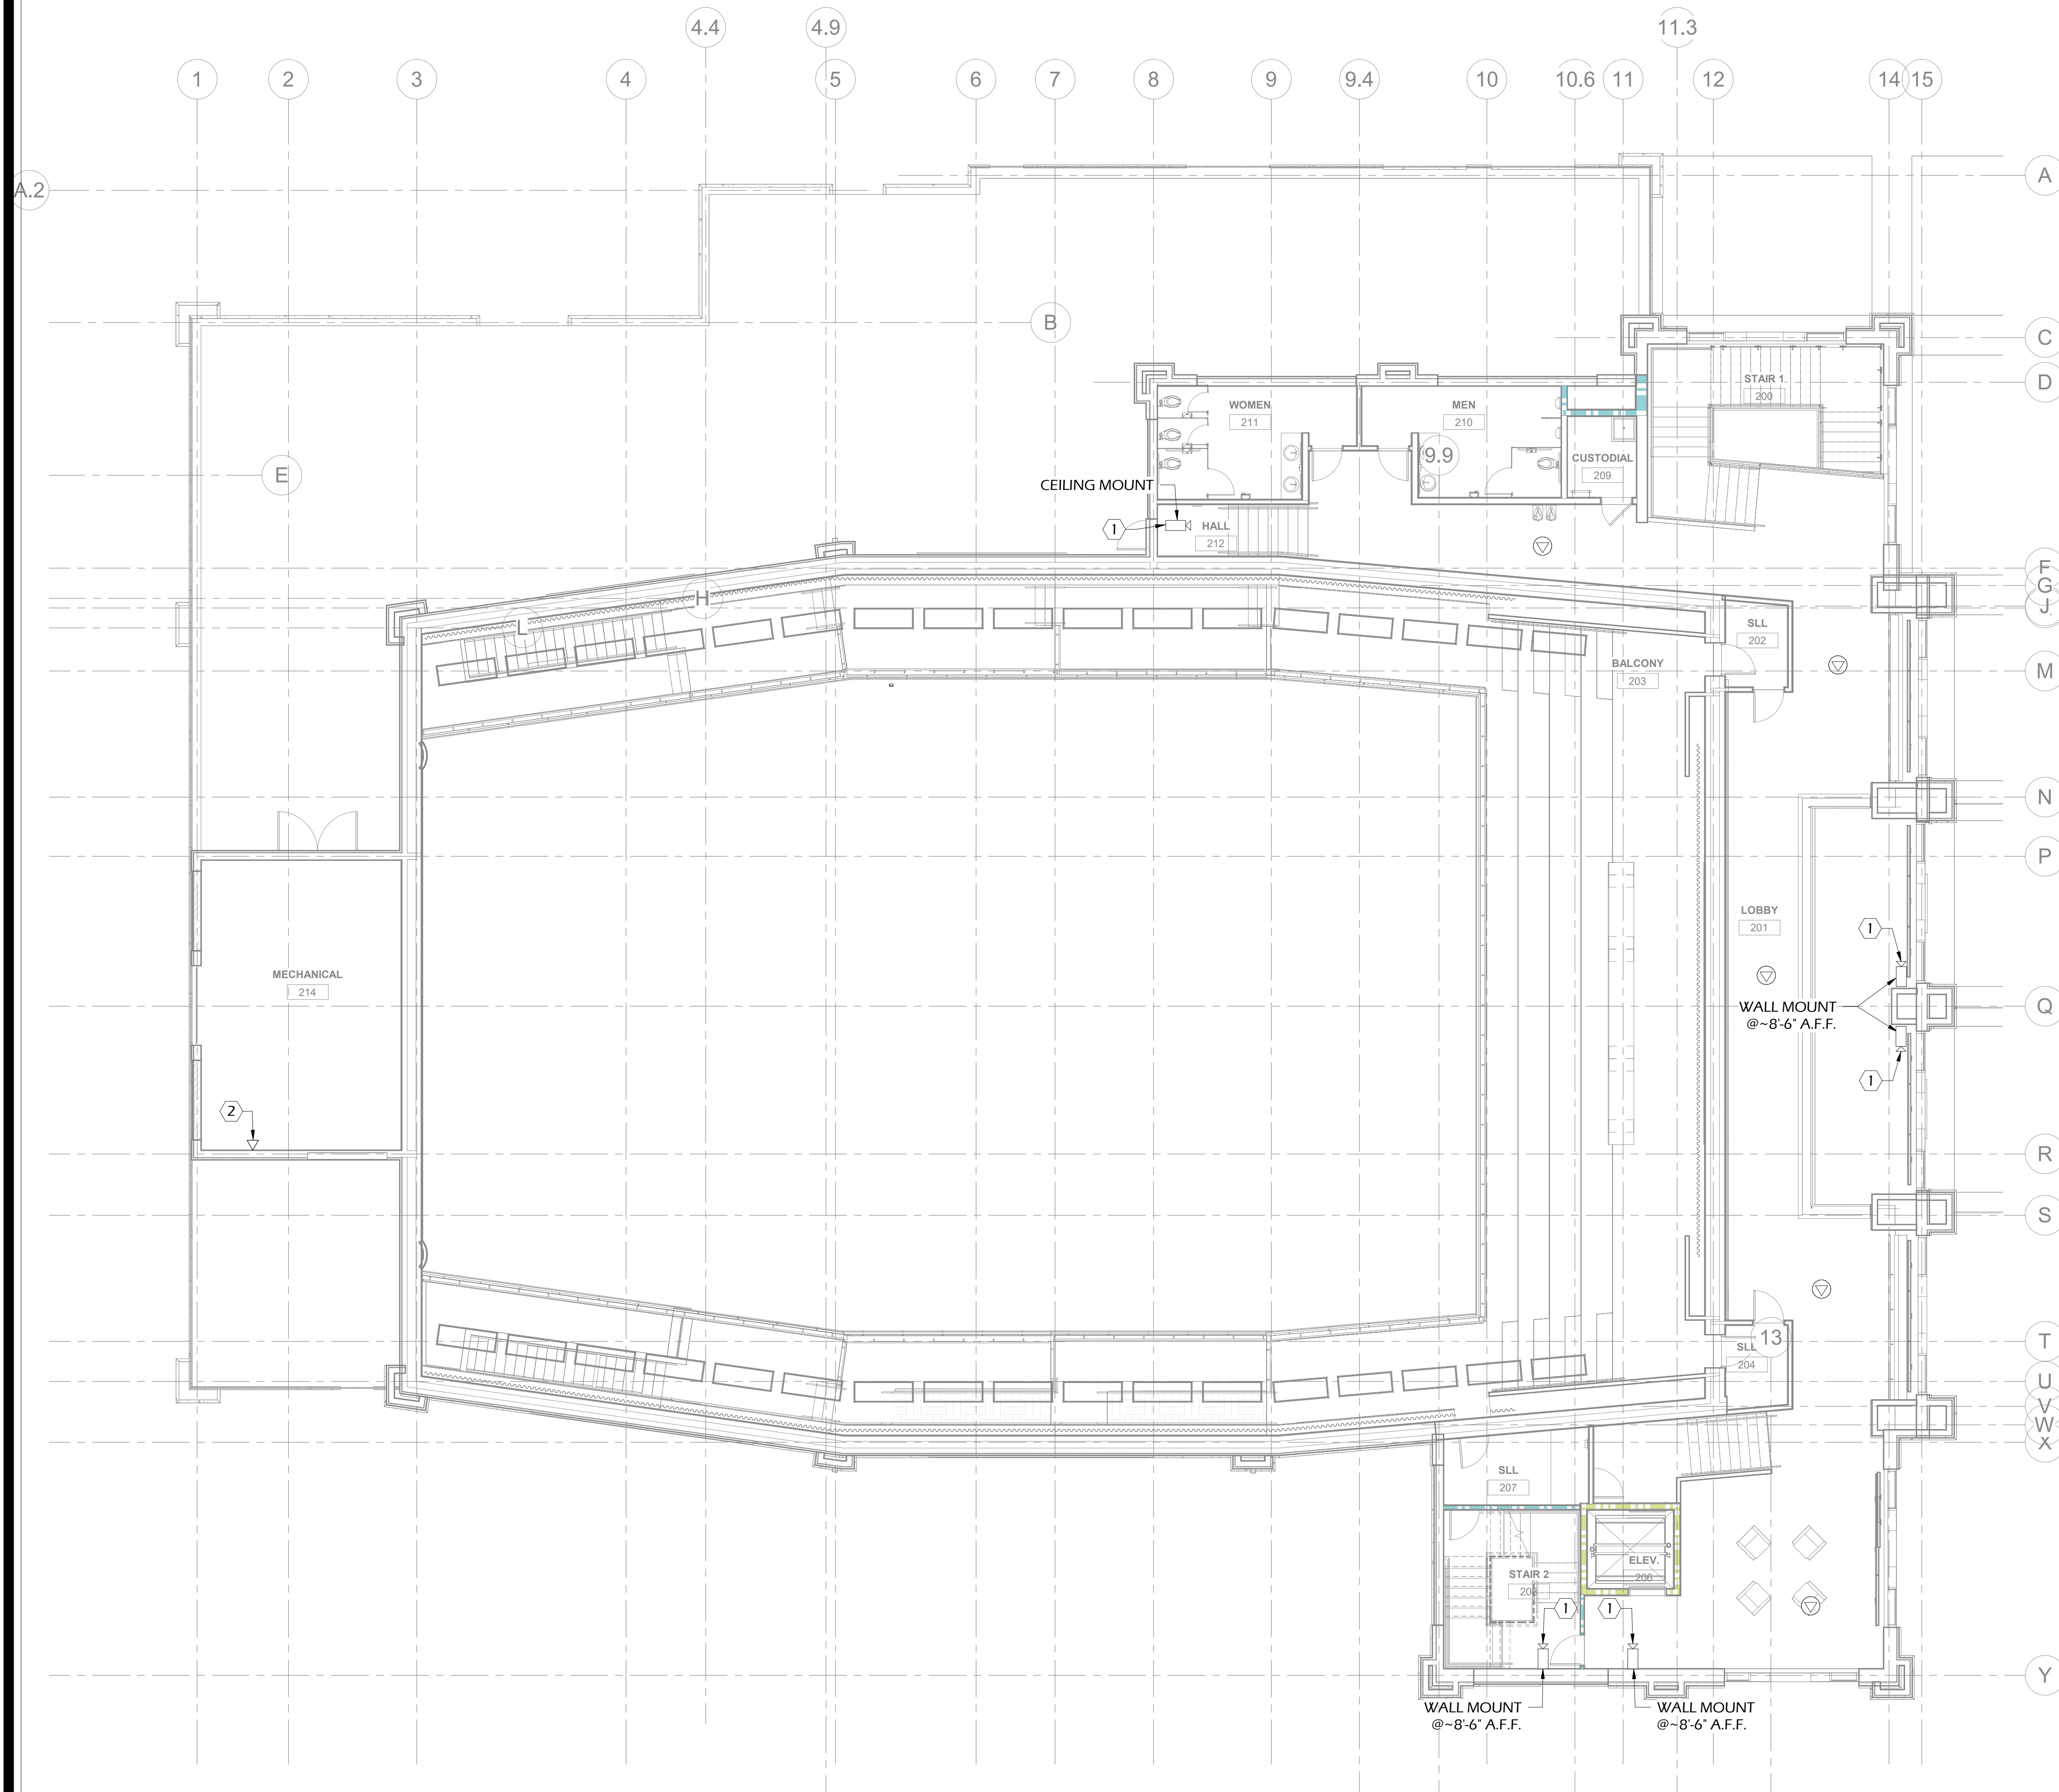 4.4
4.9
11.3
1
2
3
4
5
6
7
8
9
9.4
10
10.6
11
12
14
15
A
A.2
B
C
D
STAIR 1
200
WOMEN
211
MEN
210
9.9
CUSTODIAL
209
E
CEILING MOUNT
1
HALL
212
F
G
J.
H
L
SLL
202
BALCONY
203
M
N
P
LOBBY
201
1
MECHANICAL
214
WALL MOUNT
@~8'-6" A.F.F.
Q
1
2
R
S
13
T
SLL
204
U
V
W
X
SLL
207
ELEV.
206
STAIR 2
1
1
Y
WALL MOUNT
@~8'-6" A.F.F.
WALL MOUNT
@~8'-6" A.F.F.